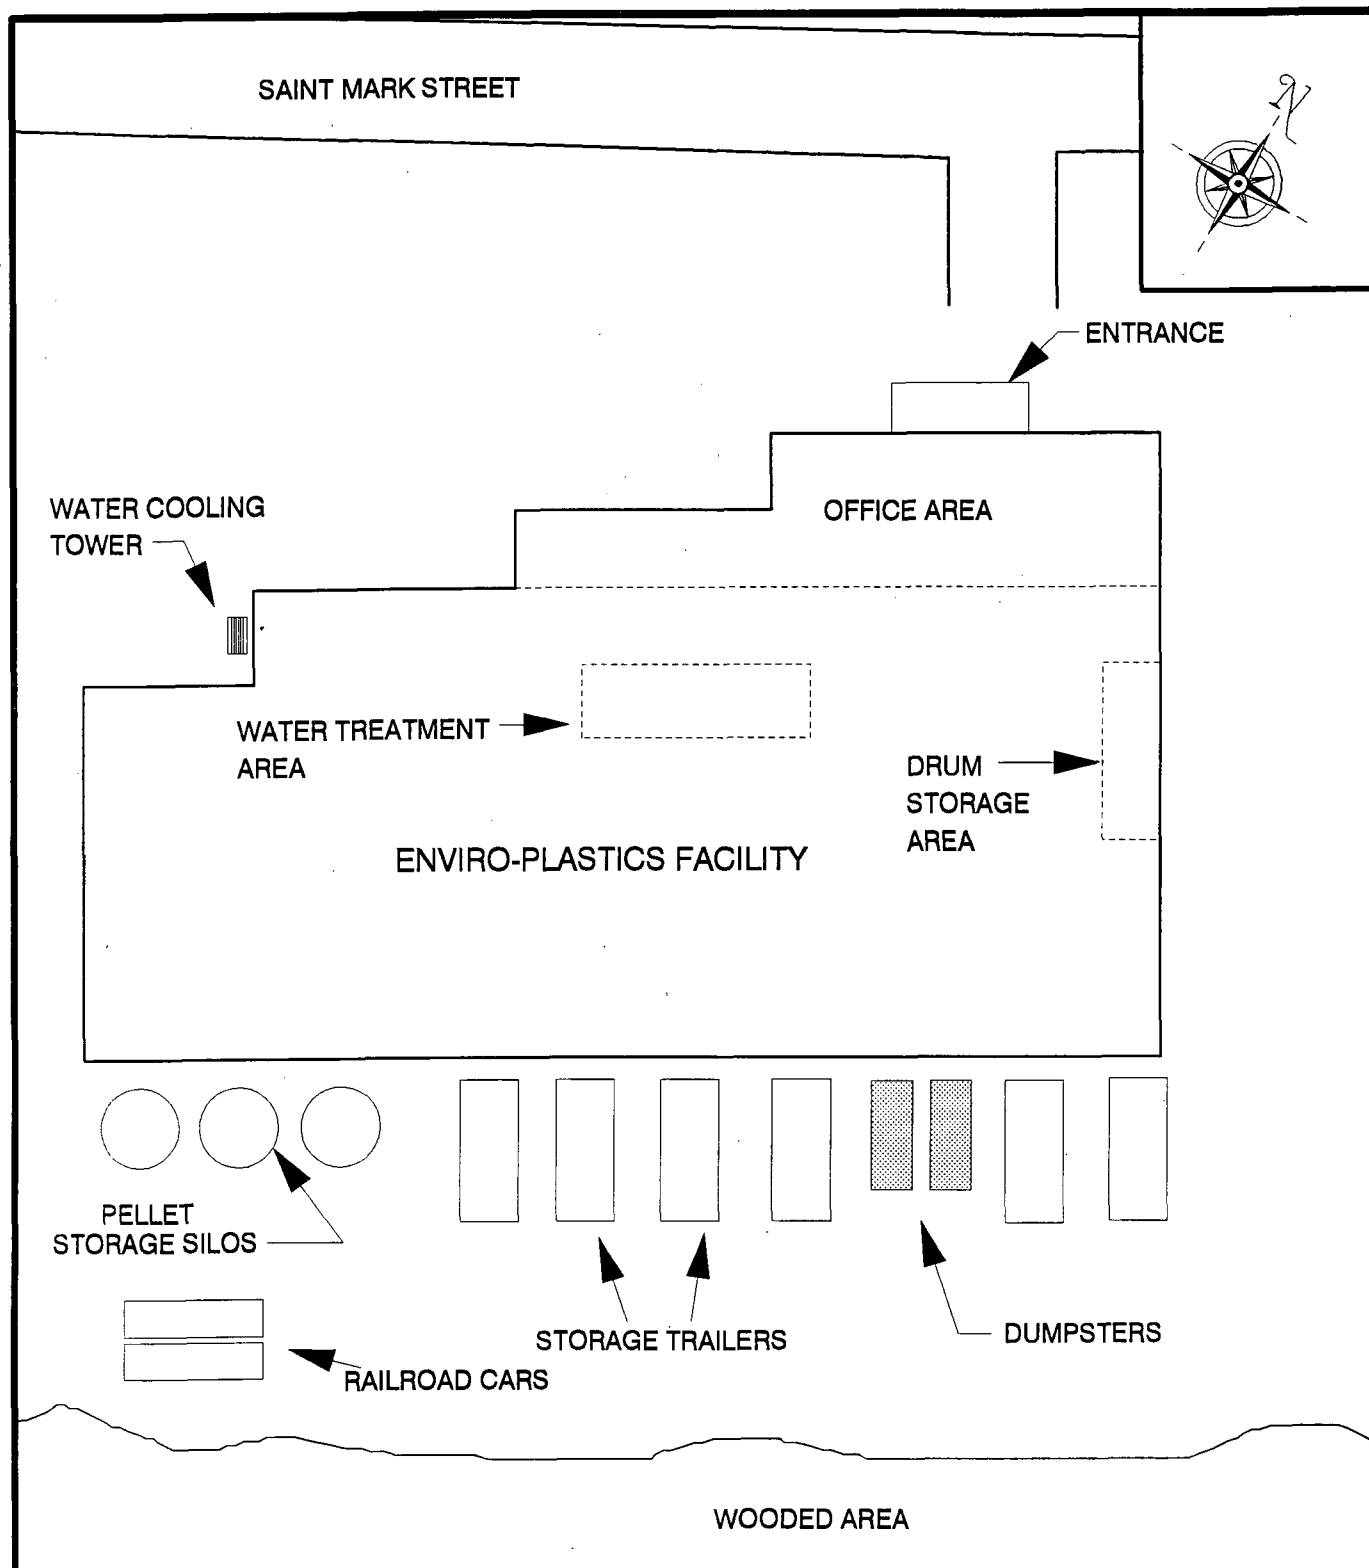 SAINT MARK STREET
N
ENTRANCE
OFFICE AREA
WATER COOLING
TOWER
WATER TREATMENT
AREA
DRUM
STORAGE
AREA
ENVIRO-PLASTICS FACILITY
PELLET
STORAGE SILOS
STORAGE TRAILERS
DUMPSTERS
RAILROAD CARS
WOODED AREA